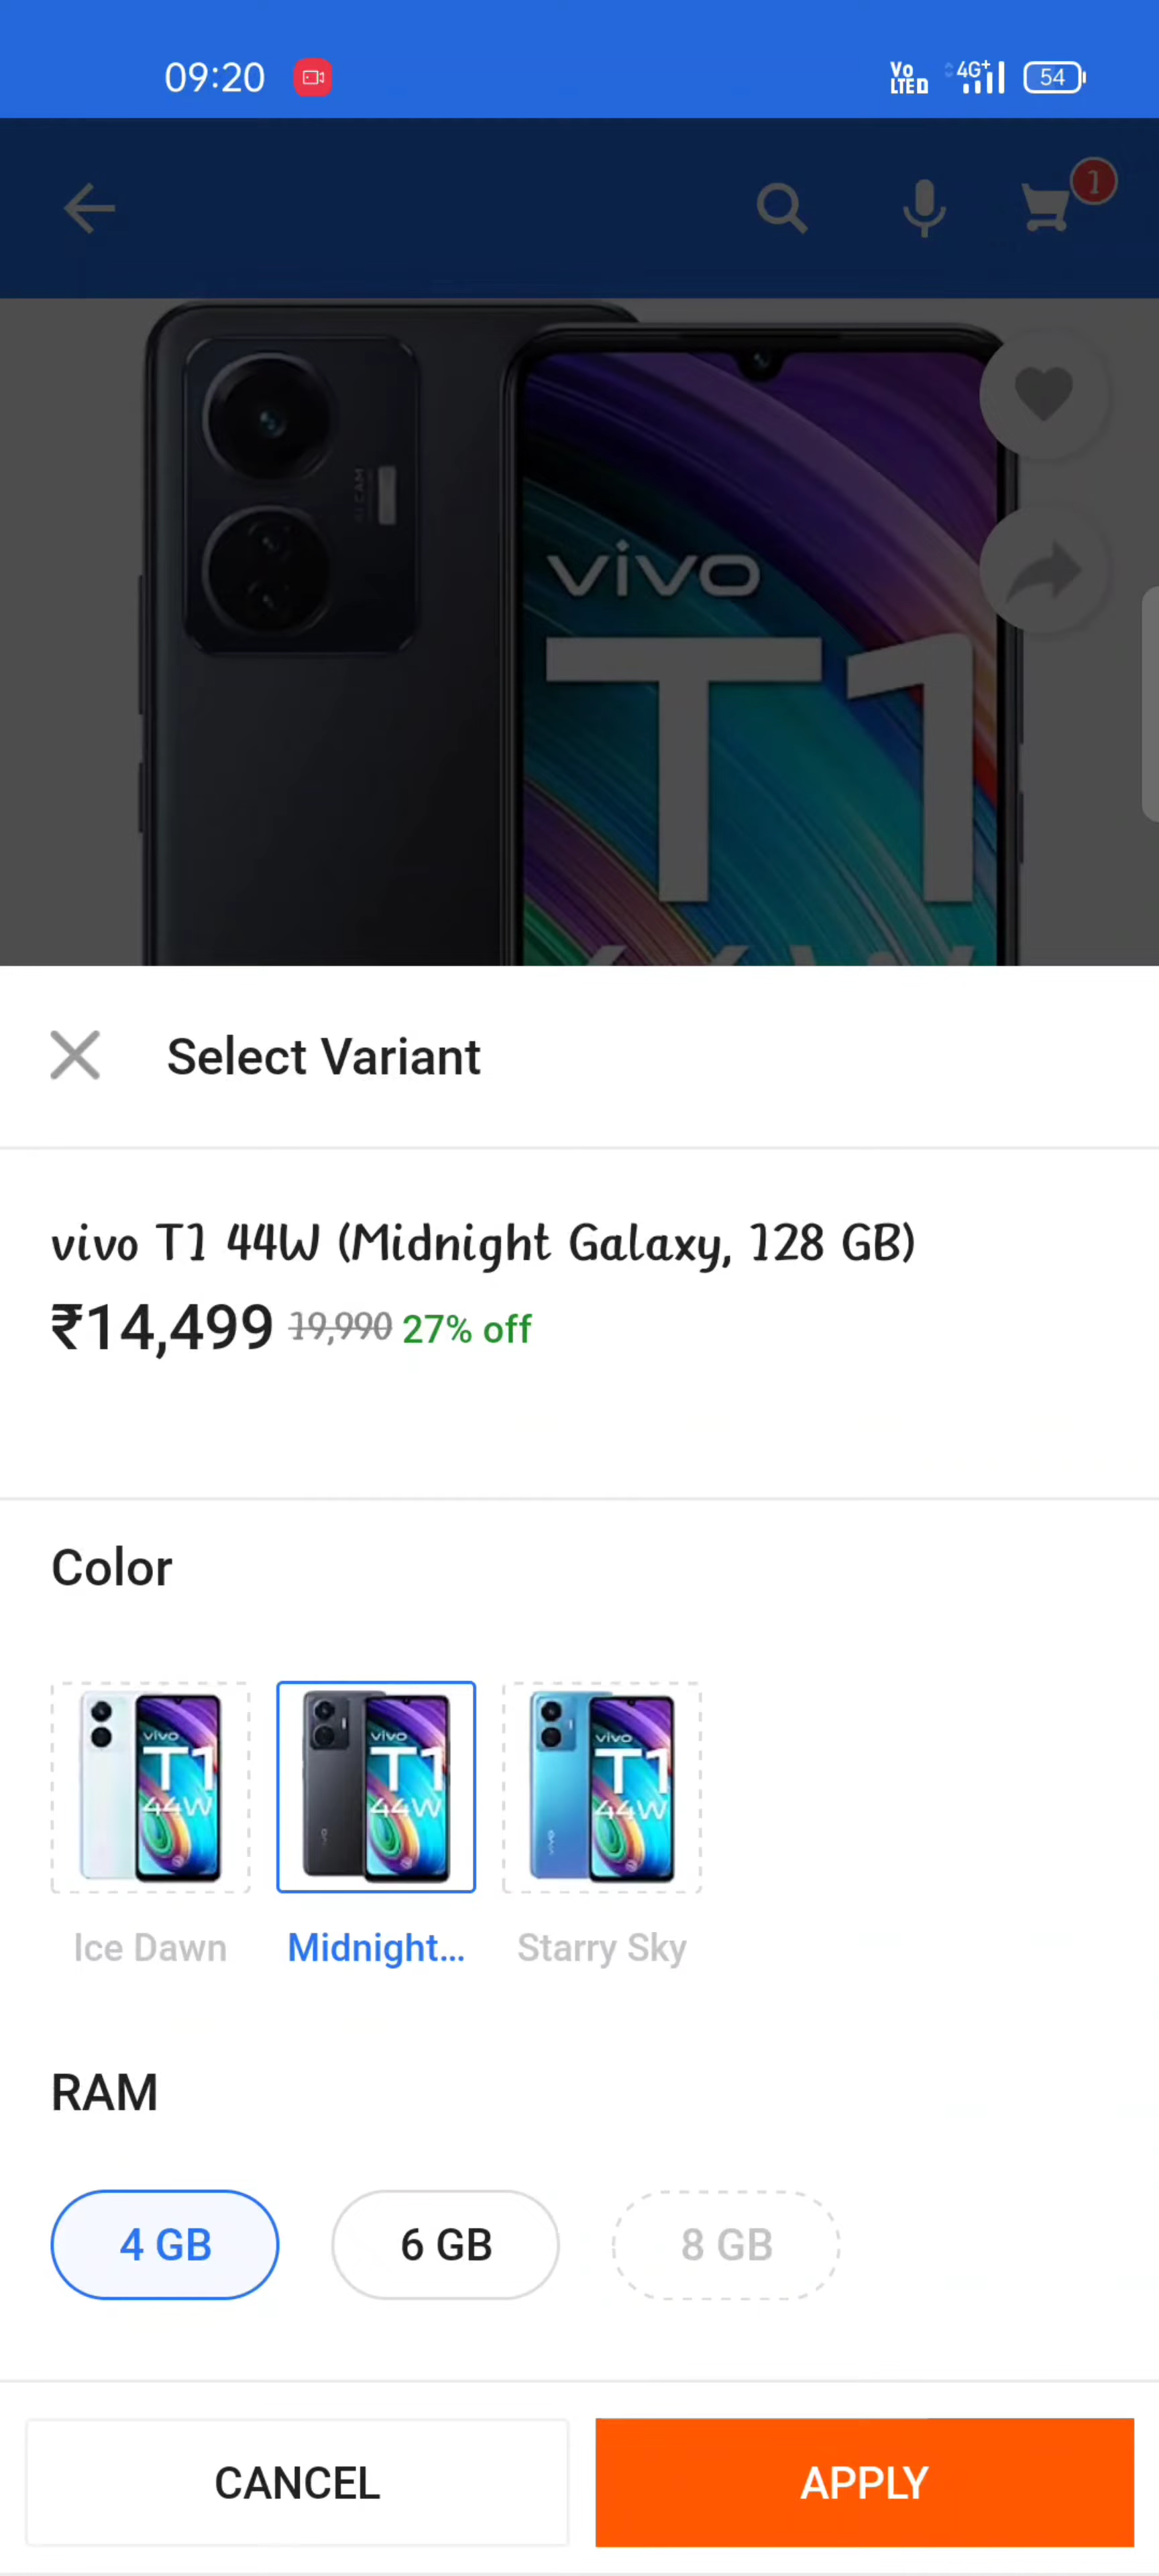 09:20 VoLTED 4G+ 54
1
vivo
T1
44W
Select Variant
vivo T1 44W (Midnight Galaxy, 128 GB)
₹14,499 19,990 27% off
Color
vivo T1 44W
vivo T1 44W
vivo T1 44W
Ice Dawn Midnight... Starry Sky
RAM
4 GB 6 GB 8 GB
CANCEL APPLY